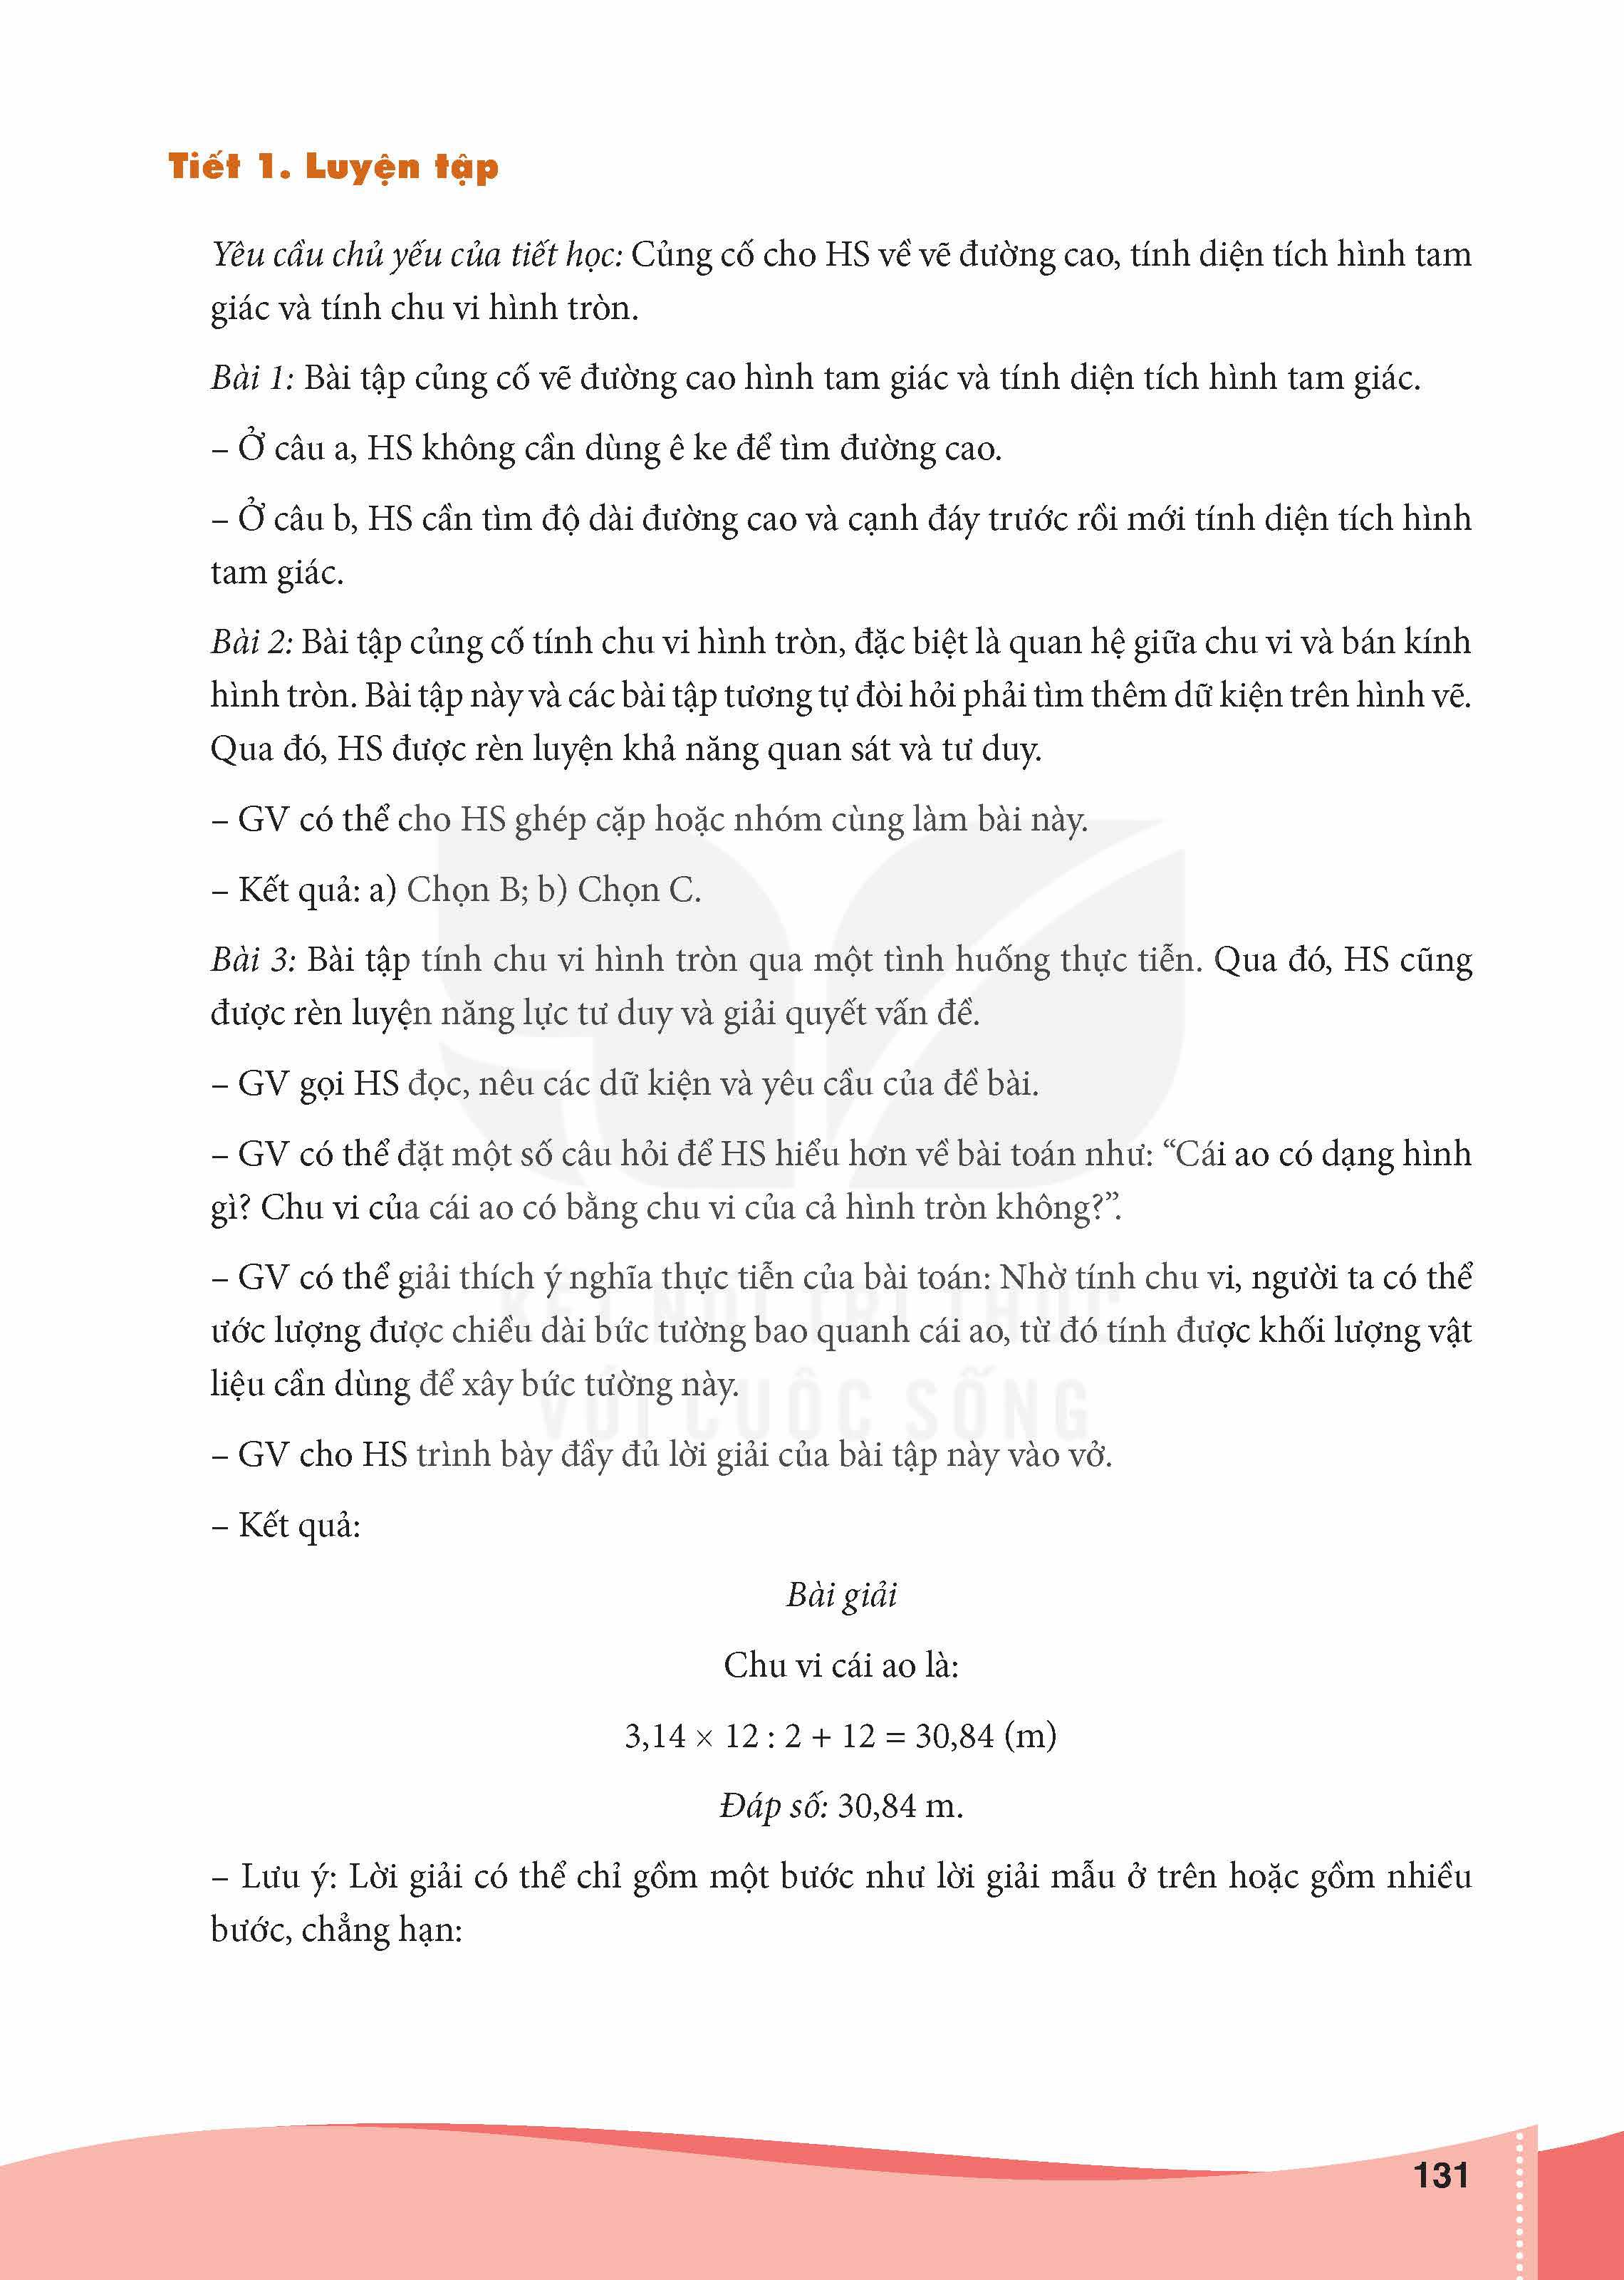 Tiết 1. Luyện tập
Yêu cầu chủ yếu của tiết học: Củng cố cho HS về vẽ đường cao, tính diện tích hình tam
giác và tính chu vi hình tròn.
Bài 1: Bài tập củng cố vẽ đường cao hình tam giác và tính diện tích hình tam giác.
– Ở câu a, HS không cần dùng ê ke để tìm đường cao.
– Ở câu b, HS cần tìm độ dài đường cao và cạnh đáy trước rồi mới tính diện tích hình
tam giác.
Bài 2: Bài tập củng cố tính chu vi hình tròn, đặc biệt là quan hệ giữa chu vi và bán kính
hình tròn. Bài tập này và các bài tập tương tự đòi hỏi phải tìm thêm dữ kiện trên hình vẽ.
Qua đó, HS được rèn luyện khả năng quan sát và tư duy.
– GV có thể cho HS ghép cặp hoặc nhóm cùng làm bài này.
– Kết quả: a) Chọn B; b) Chọn C.
Bài 3: Bài tập tính chu vi hình tròn qua một tình huống thực tiễn. Qua đó, HS cũng
được rèn luyện năng lực tư duy và giải quyết vấn đề.
– GV gọi HS đọc, nêu các dữ kiện và yêu cầu của đề bài.
– GV có thể đặt một số câu hỏi để HS hiểu hơn về bài toán như: “Cái ao có dạng hình
gì? Chu vi của cái ao có bằng chu vi của cả hình tròn không?”.
– GV có thể giải thích ý nghĩa thực tiễn của bài toán: Nhờ tính chu vi, người ta có thể
ước lượng được chiều dài bức tường bao quanh cái ao, từ đó tính được khối lượng vật
liệu cần dùng để xây bức tường này.
KẾT NỐI TRI THỨC
VỚI CUỘC SỐNG
– GV cho HS trình bày đầy đủ lời giải của bài tập này vào vở.
– Kết quả:
Bài giải
Chu vi cái ao là:
3,14 × 12 : 2 + 12 = 30,84 (m)
Đáp số: 30,84 m.
– Lưu ý: Lời giải có thể chỉ gồm một bước như lời giải mẫu ở trên hoặc gồm nhiều
bước, chẳng hạn:
131